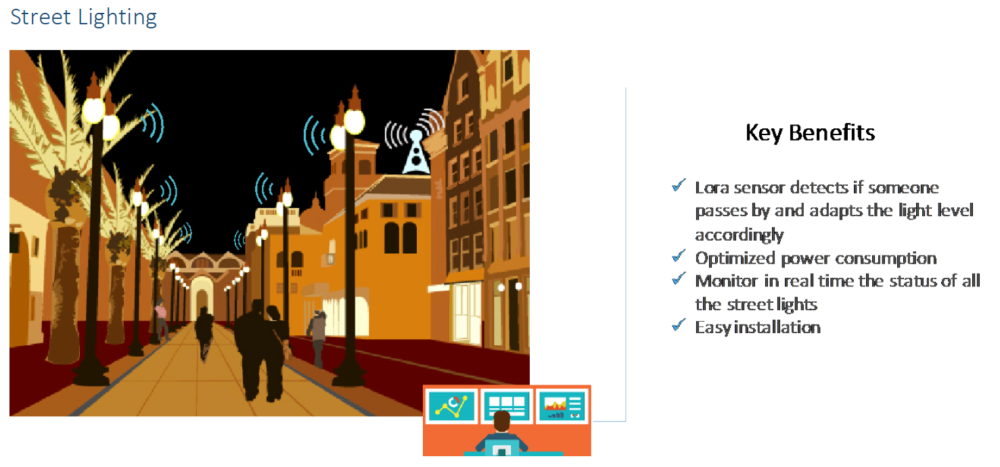 Street Lighting
Key Benefits
Lora sensor detects if someone
passes by and adapts the light level
accordingly
Optimized power consumption
Monitor in real time the status of all
the street lights
Easy installation